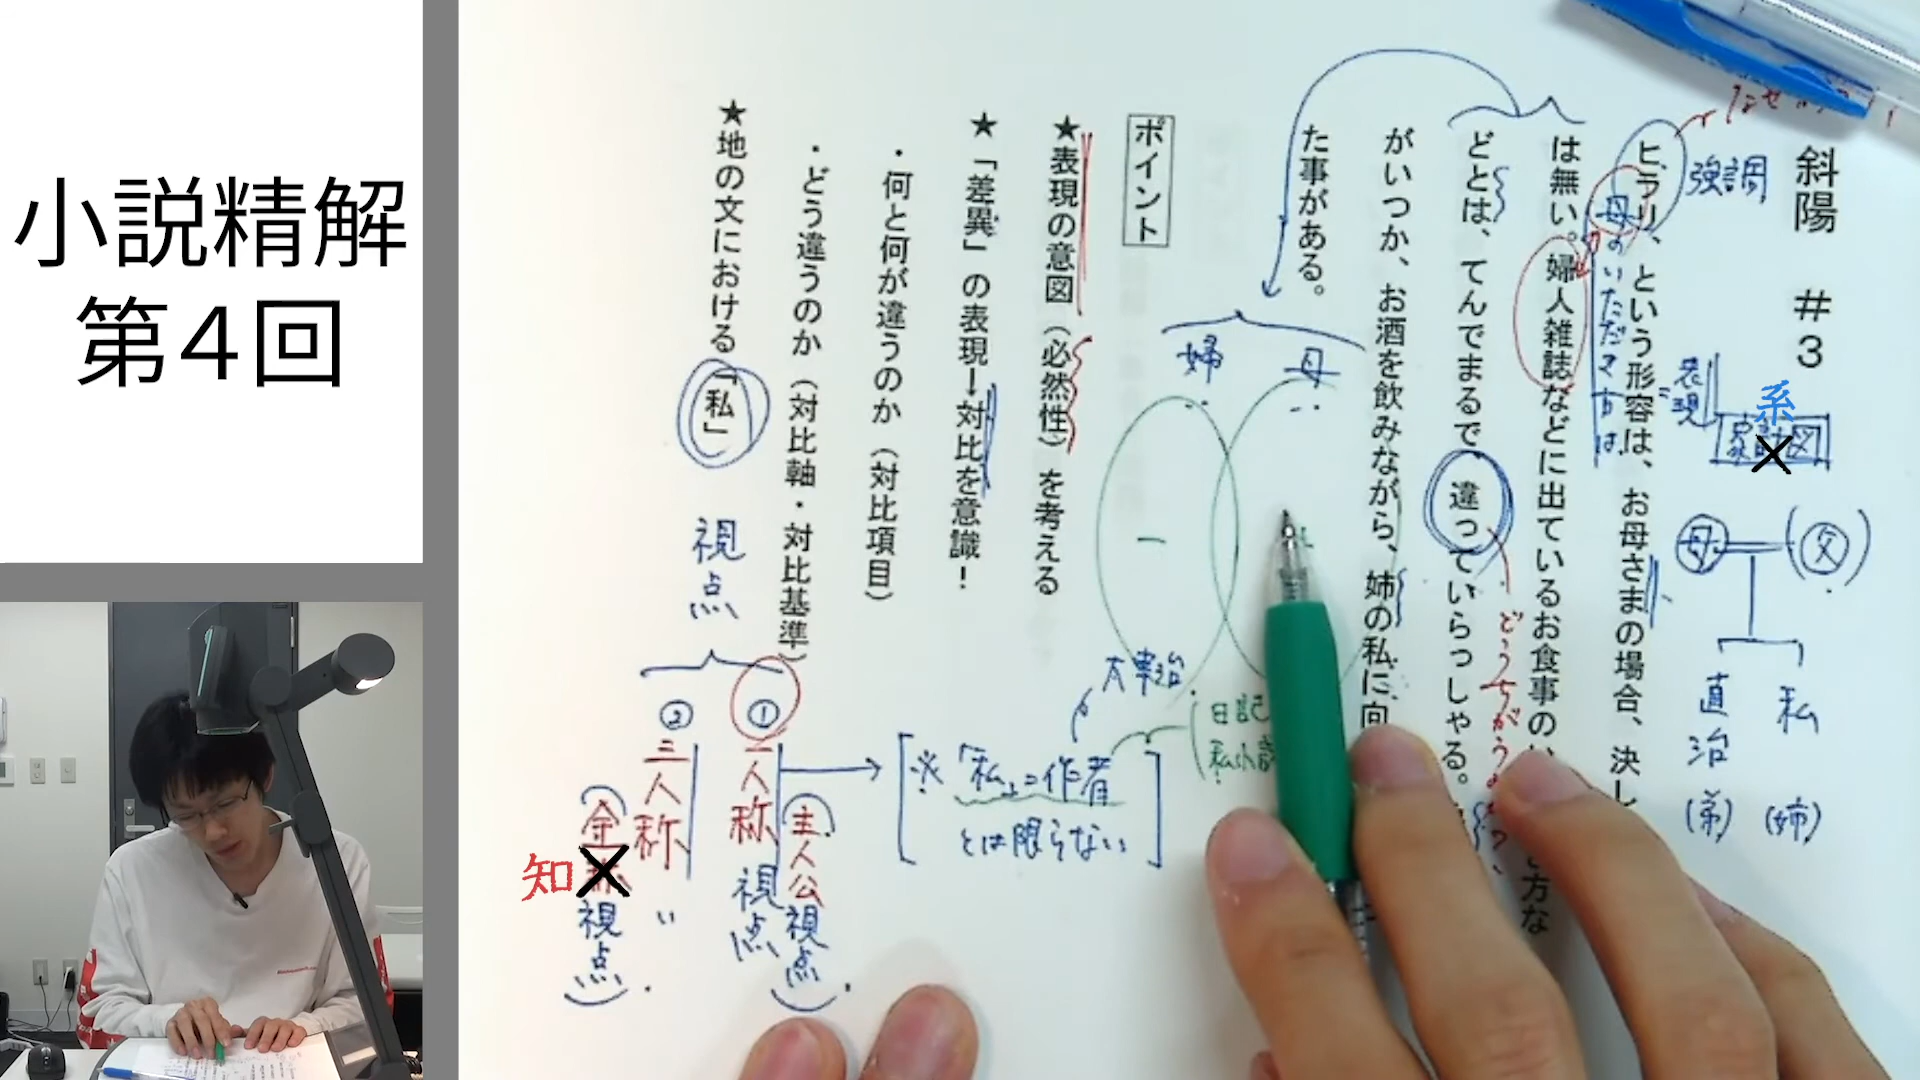 小説精解
第4回
斜陽　#3
ヒラリ、という形容は、お母さまの場合、決し
は無い。婦人雑誌などに出ているお食事のい
方な
どとは、てんでまるで違っていらっしゃる。
がいつか、お酒を飲みながら、姉の私に向
た事がある。
ポイント
★表現の意図（必然性）を考える
★「差異」の表現→対比を意識！
・何と何が違うのか（対比項目）
・どう違うのか（対比軸・対比基準）
★地の文における「私」
強調
母のいただき方は
表現
系
家計図
母
(父)
私
(姉)
直治
(弟)
どうちがうのか
母
婦
ー
太宰治
日記
私小説
視点
①一人称視点
(主人公視点)
②三人称〃
(全 視点)
知
※「私」=作者
とは限らない